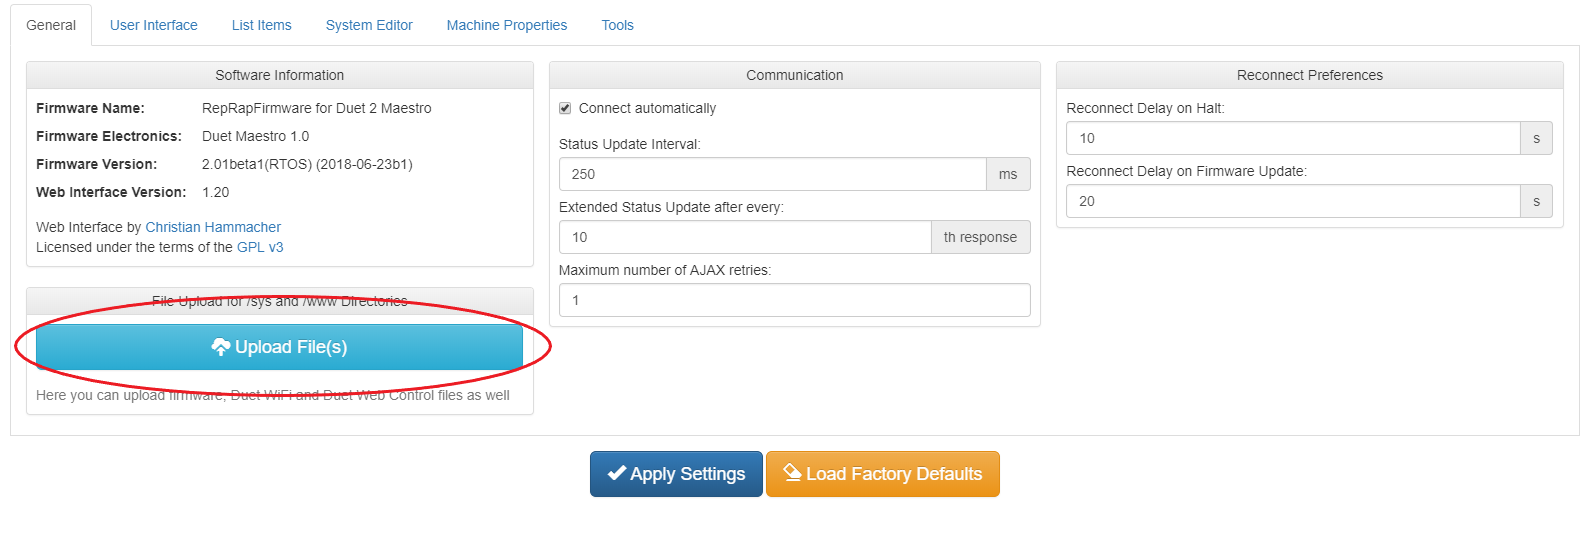 General
User Interface
List Items
System Editor
Machine Properties
Tools
Software Information
Firmware Name: RepRapFirmware for Duet 2 Maestro
Firmware Electronics: Duet Maestro 1.0
Firmware Version: 2.01beta1(RTOS) (2018-06-23b1)
Web Interface Version: 1.20
Web Interface by Christian Hammacher
Licensed under the terms of the GPL v3
File Upload for /sys and /www Directories
Upload File(s)
Here you can upload firmware, Duet WiFi and Duet Web Control files as well
Communication
Connect automatically
Status Update Interval:
250 ms
Extended Status Update after every:
10 th response
Maximum number of AJAX retries:
1
Reconnect Preferences
Reconnect Delay on Halt:
10 s
Reconnect Delay on Firmware Update:
20 s
Apply Settings
Load Factory Defaults